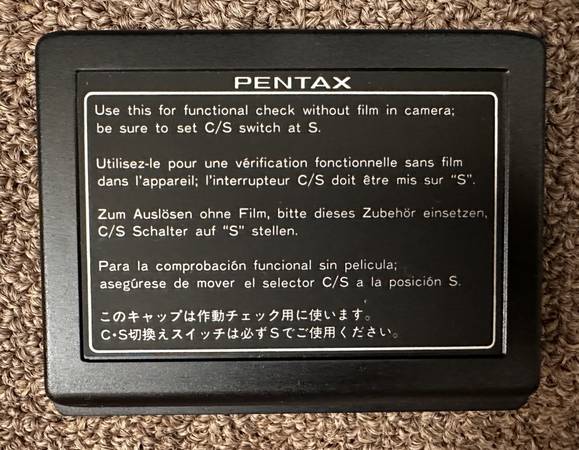 PENTAX
Use this for functional check without film in camera;
be sure to set C/S switch at S.
Utilisez-le pour une vérification fonctionnelle sans film
dans l'appareil; l'interrupteur C/S doit être mis sur “S”.
Zum Auslösen ohne Film, bitte dieses Zubehör einsetzen,
C/S Schalter auf “S” stellen.
Para la comprobación funcional sin pelicula;
asegúrese de mover el selector C/S a la posición S.
このキャップは作動チェック用に使います。
C・S切換えスイッチは必ずSでご使用ください。